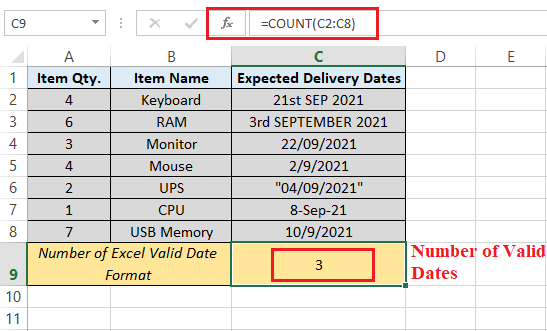 C9 fx =COUNT(C2:C8)
A B C D E
1 Item Qty. Item Name Expected Delivery Dates
2 4 Keyboard 21st SEP 2021
3 6 RAM 3rd SEPTEMBER 2021
4 3 Monitor 22/09/2021
5 4 Mouse 2/9/2021
6 2 UPS "04/09/2021"
7 1 CPU 8-Sep-21
8 7 USB Memory 10/9/2021
Number of Excel Valid Date
Format
9 3
Number of Valid
Dates
10
11